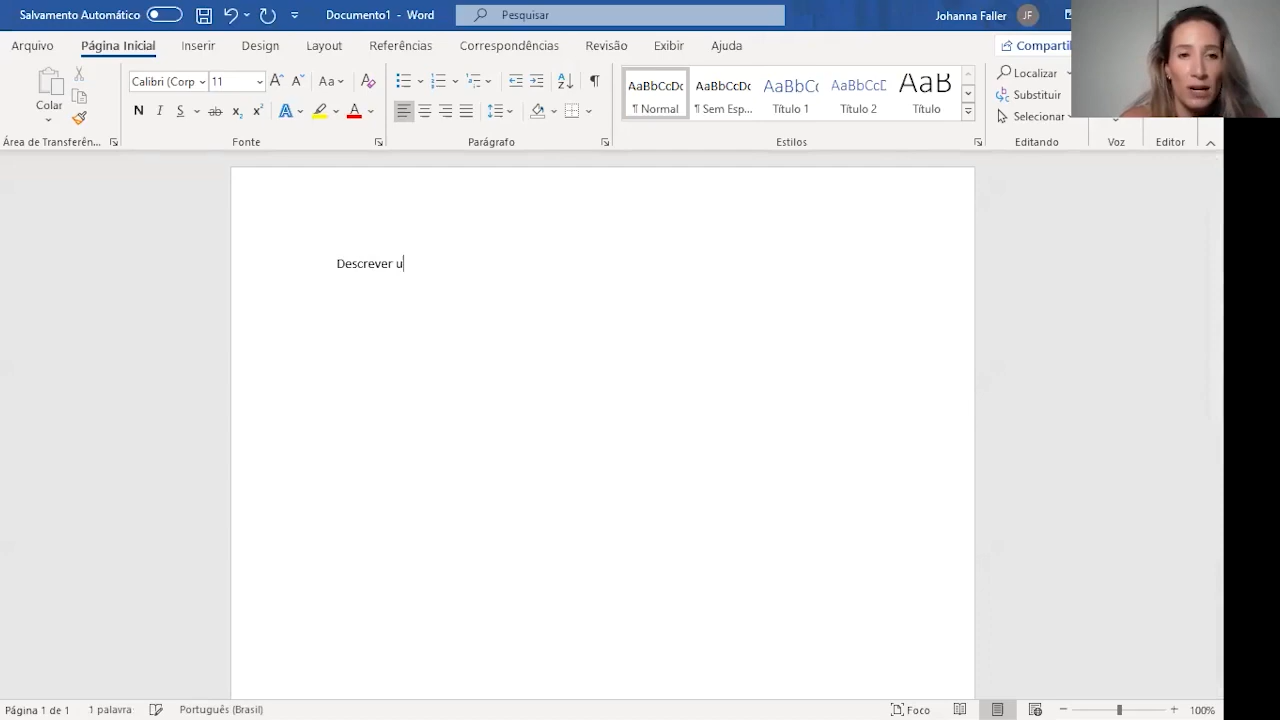 Salvamento Automático
Documento1 - Word
Pesquisar
Johanna Faller
JF
Arquivo
Página Inicial
Inserir
Design
Layout
Referências
Correspondências
Revisão
Exibir
Ajuda
Compartil
Colar
Calibri (Corp
11
Aa
N
I
S
ab
x₂
x²
A
A
AaBbCcDc
AaBbCcDc
AaBbCc
AaBbCcD
AaB
¶ Normal
¶ Sem Esp...
Título 1
Título 2
Título
Localizar
Substituir
Selecionar
Área de Transferên...
Fonte
Parágrafo
Estilos
Editando
Voz
Editor
Descrever u
Página 1 de 1
1 palavra
Português (Brasil)
Foco
100%